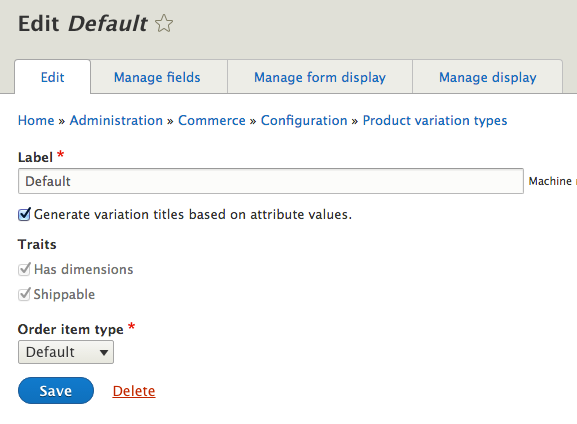 Edit Default
Edit Manage fields Manage form display Manage display
Home » Administration » Commerce » Configuration » Product variation types
Label *
Default Machine
Generate variation titles based on attribute values.
Traits
Has dimensions
Shippable
Order item type *
Default
Save Delete